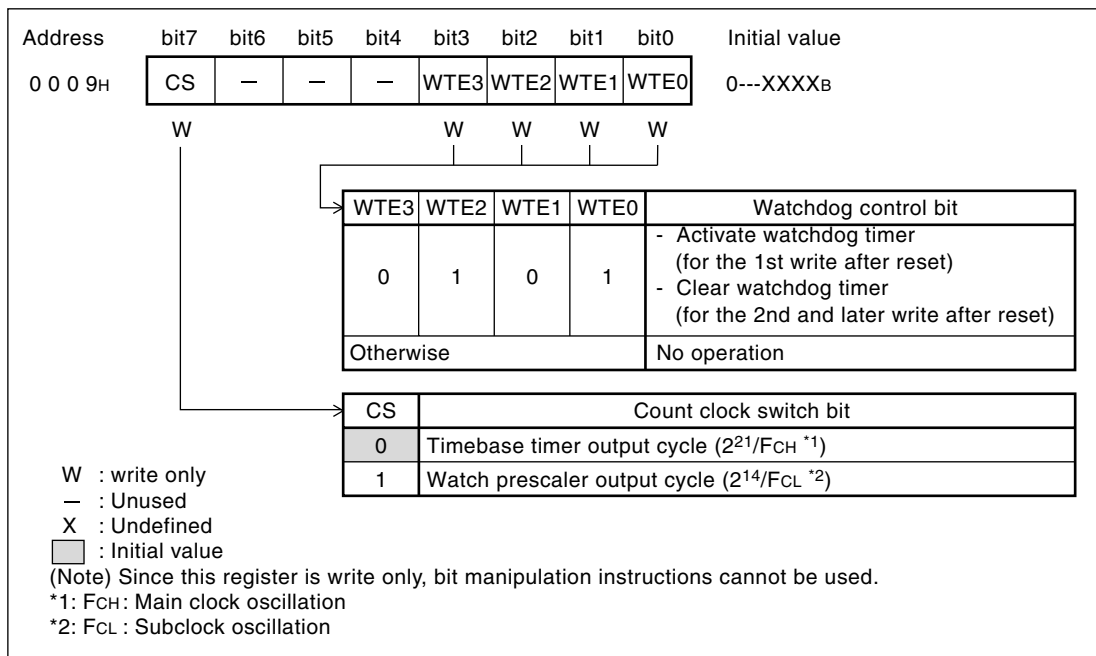 Address bit7 bit6 bit5 bit4 bit3 bit2 bit1 bit0 Initial value
0 0 0 9H CS – – – WTE3 WTE2 WTE1 WTE0 0---XXXXB
W W W W W
WTE3 WTE2 WTE1 WTE0 Watchdog control bit
0 1 0 1 - Activate watchdog timer
(for the 1st write after reset)
- Clear watchdog timer
(for the 2nd and later write after reset)
Otherwise No operation
CS Count clock switch bit
0 Timebase timer output cycle (2²¹/FCH *1)
1 Watch prescaler output cycle (2¹⁴/FCL *2)
W : write only
– : Unused
X : Undefined
: Initial value
(Note) Since this register is write only, bit manipulation instructions cannot be used.
*1: FCH : Main clock oscillation
*2: FCL : Subclock oscillation